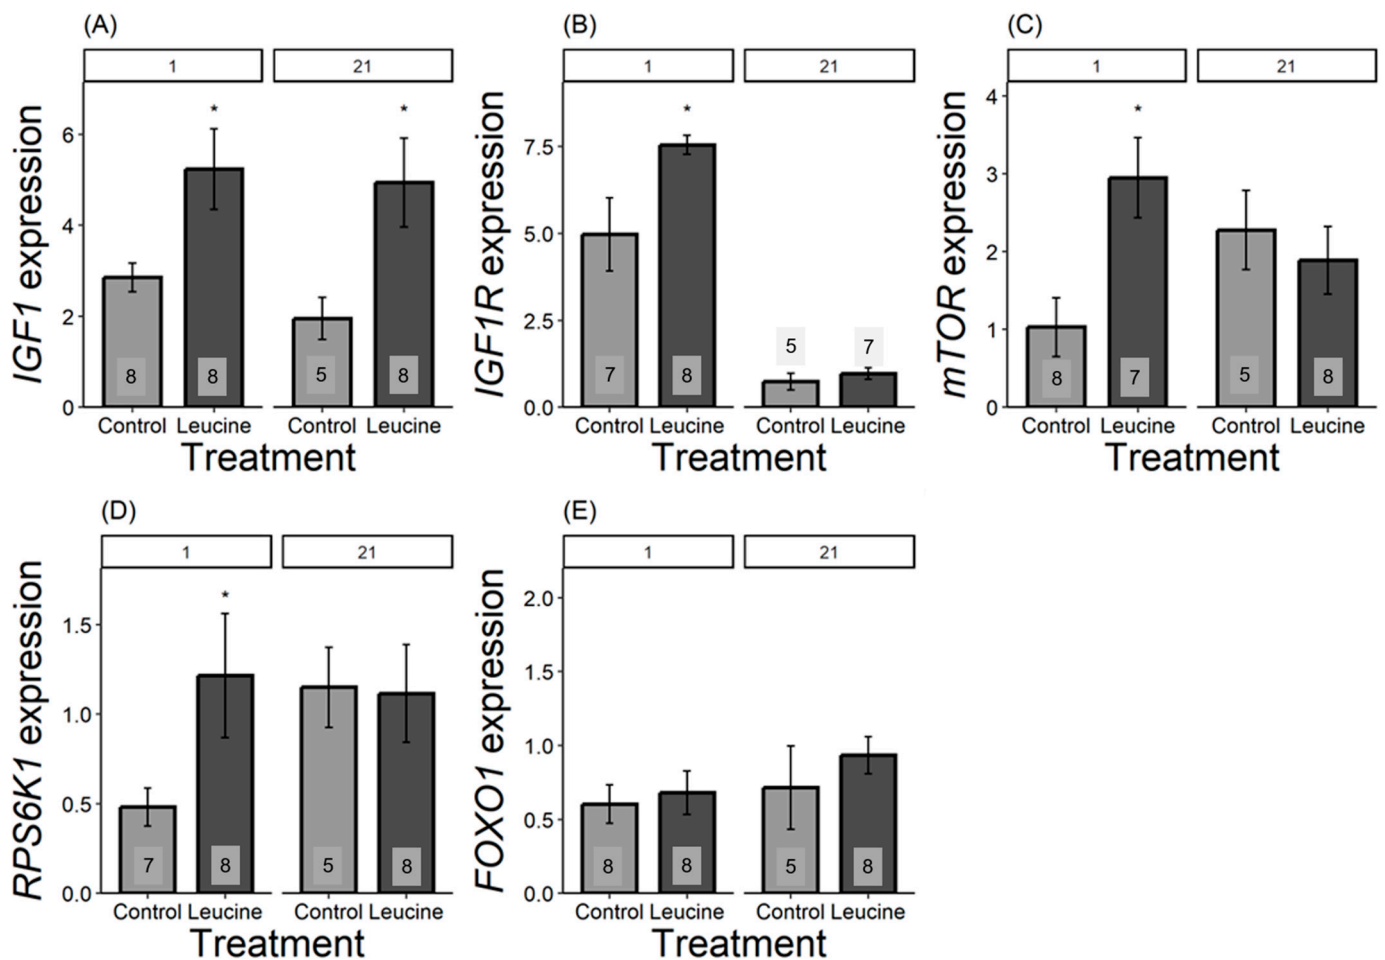 (A)
1 21
IGF1 expression
6
4
2
0
8 8 5 8
Control Leucine Control Leucine
Treatment
(B)
1 21
IGF1R expression
7.5
5.0
2.5
0.0
7 8 5 7
Control Leucine Control Leucine
Treatment
(C)
1 21
mTOR expression
4
3
2
1
0
8 7 5 8
Control Leucine Control Leucine
Treatment
(D)
1 21
RPS6K1 expression
1.5
1.0
0.5
0.0
7 8 5 8
Control Leucine Control Leucine
Treatment
(E)
1 21
FOXO1 expression
2.0
1.5
1.0
0.5
0.0
8 8 5 8
Control Leucine Control Leucine
Treatment